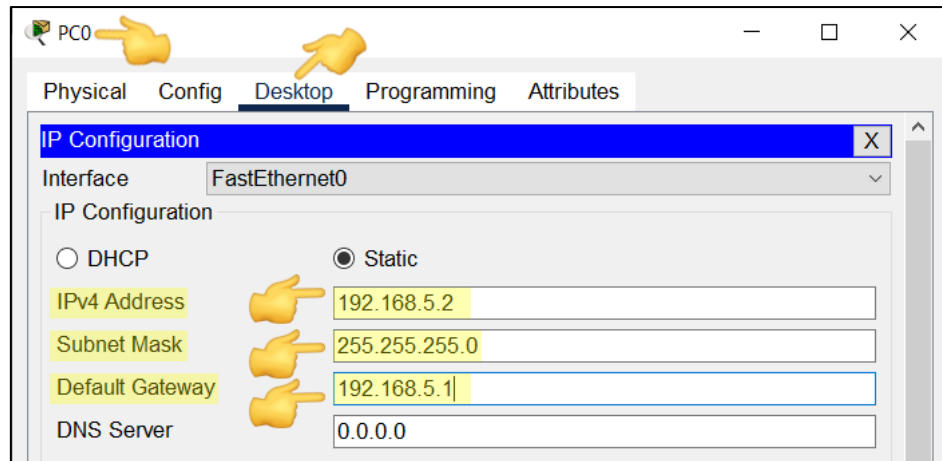 PC0
Physical Config Desktop Programming Attributes
IP Configuration X
Interface FastEthernet0
IP Configuration
DHCP Static
IPv4 Address 192.168.5.2
Subnet Mask 255.255.255.0
Default Gateway 192.168.5.1
DNS Server 0.0.0.0